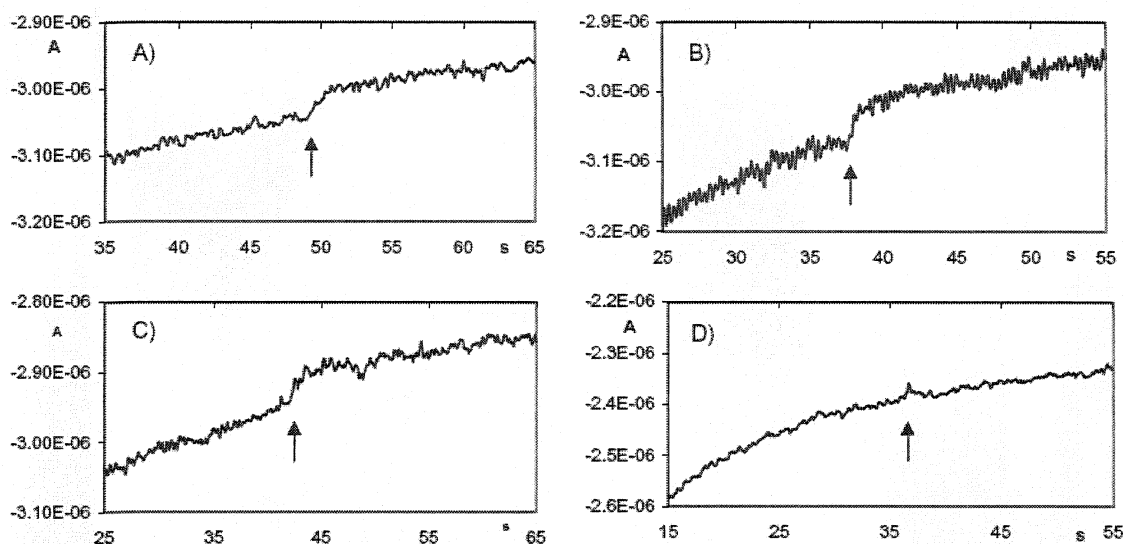 -2.90E-06
A
A)
-3.00E-06
-3.10E-06
-3.20E-06
35 40 45 50 55 60 s 65
-2.9E-06
A
B)
-3.0E-06
-3.1E-06
-3.2E-06
25 30 35 40 45 50 s 55
-2.80E-06
A
C)
-2.90E-06
-3.00E-06
-3.10E-06
25 35 45 55 s 65
-2.2E-06
A
D)
-2.3E-06
-2.4E-06
-2.5E-06
-2.6E-06
15 25 35 45 s 55